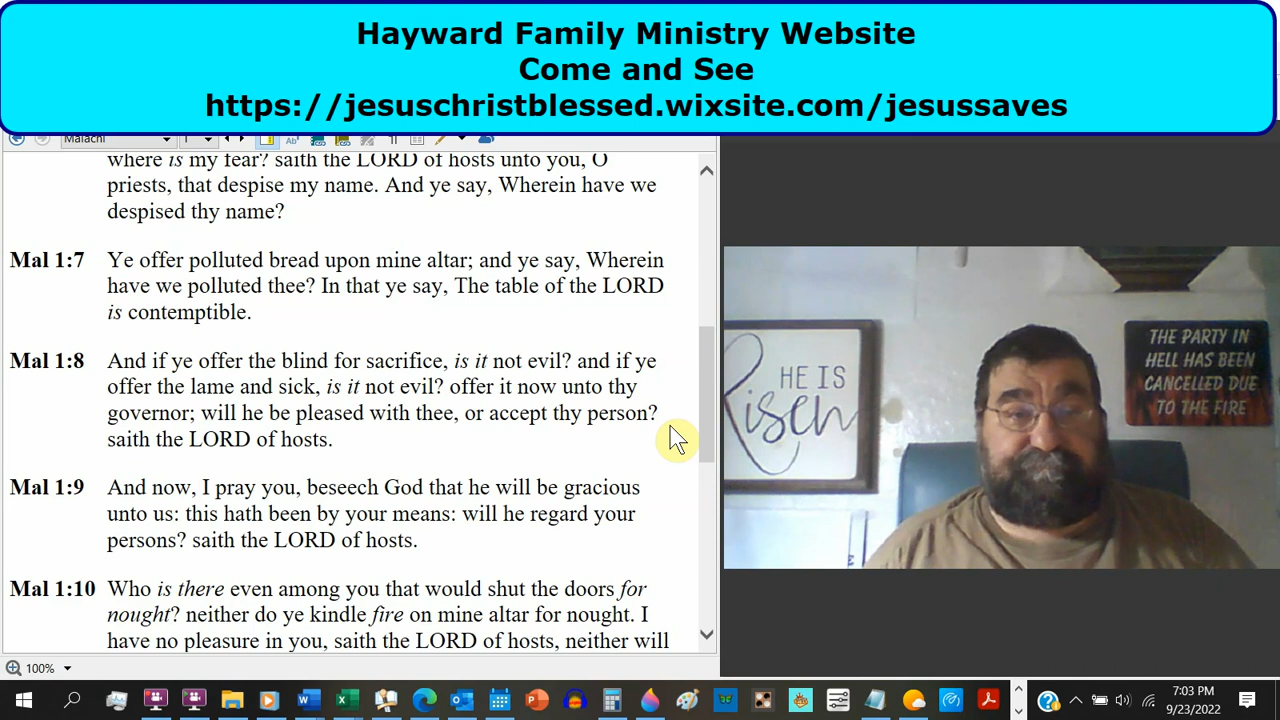 Hayward Family Ministry Website
Come and See
https://jesuschristblessed.wixsite.com/jesussaves
Malachi 1
where is my fear? saith the LORD of hosts unto you, O
priests, that despise my name. And ye say, Wherein have we
despised thy name?
Mal 1:7 Ye offer polluted bread upon mine altar; and ye say, Wherein
have we polluted thee? In that ye say, The table of the LORD
is contemptible.
Mal 1:8 And if ye offer the blind for sacrifice, is it not evil? and if ye
offer the lame and sick, is it not evil? offer it now unto thy
governor; will he be pleased with thee, or accept thy person?
saith the LORD of hosts.
Mal 1:9 And now, I pray you, beseech God that he will be gracious
unto us: this hath been by your means: will he regard your
persons? saith the LORD of hosts.
Mal 1:10 Who is there even among you that would shut the doors for
nought? neither do ye kindle fire on mine altar for nought. I
have no pleasure in you, saith the LORD of hosts, neither will
100%
HE IS
Risen
THE PARTY IN
HELL HAS BEEN
CANCELLED DUE
TO THE FIRE
7:03 PM
9/23/2022